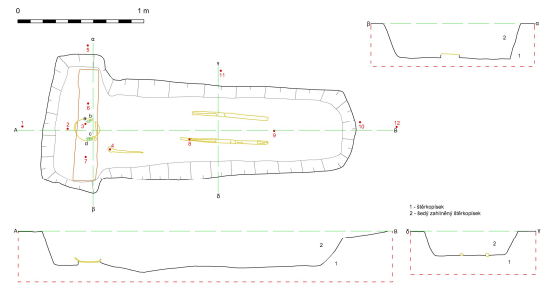 0 1 m
α
5
β α
2
1
γ
11
6
3 b
a
1 2 10 12
A B
c
9
d
8
4
7
β δ
1 - štěrkopísek
2 - šedý zahliněný štěrkopísek
A B
2
1
δ γ
2
1